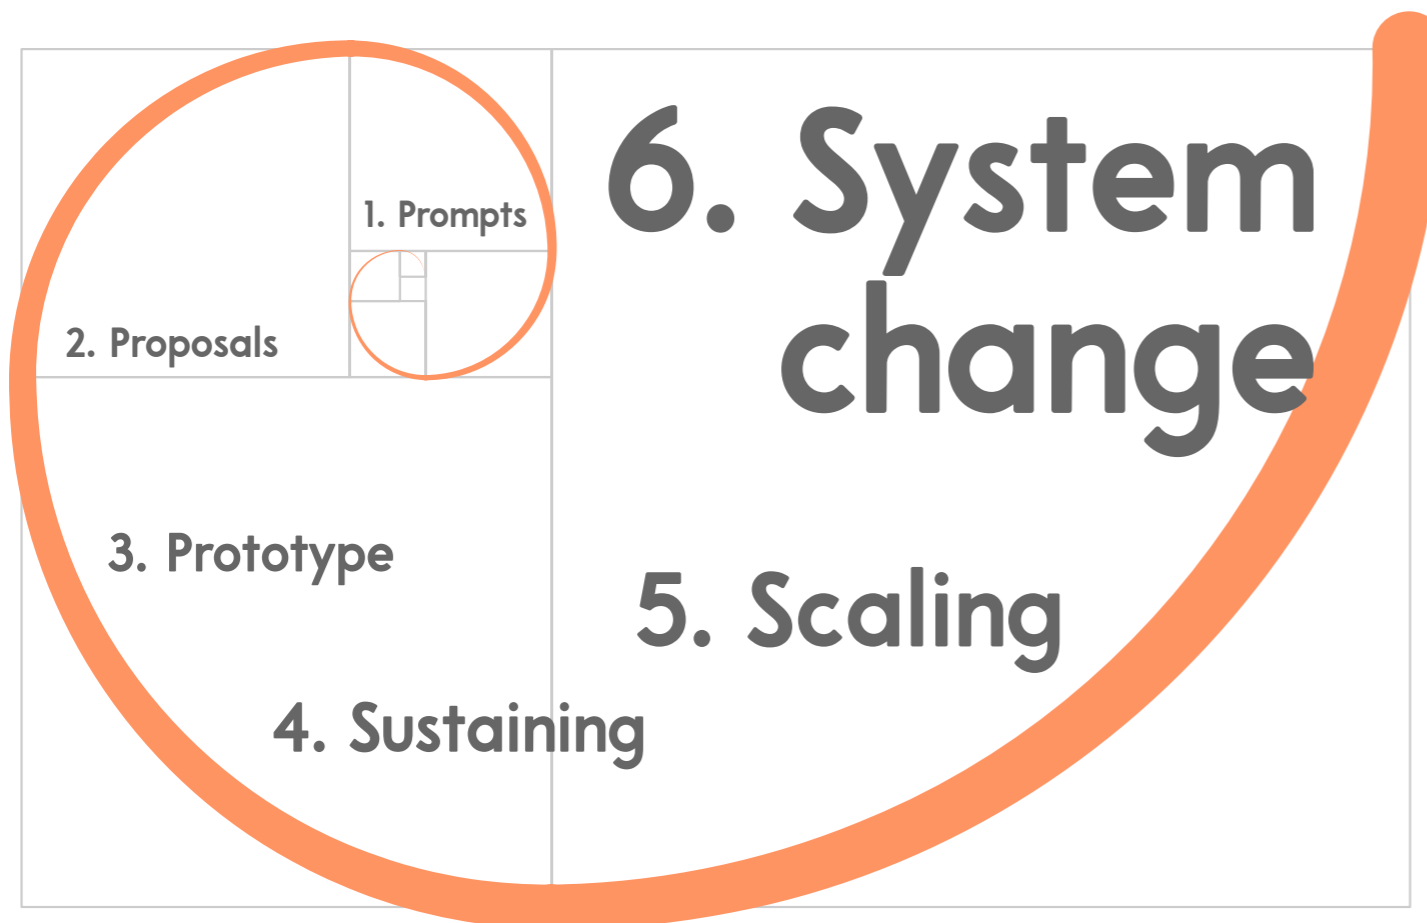 1. Prompts
2. Proposals
3. Prototype
4. Sustaining
5. Scaling
6. System
change